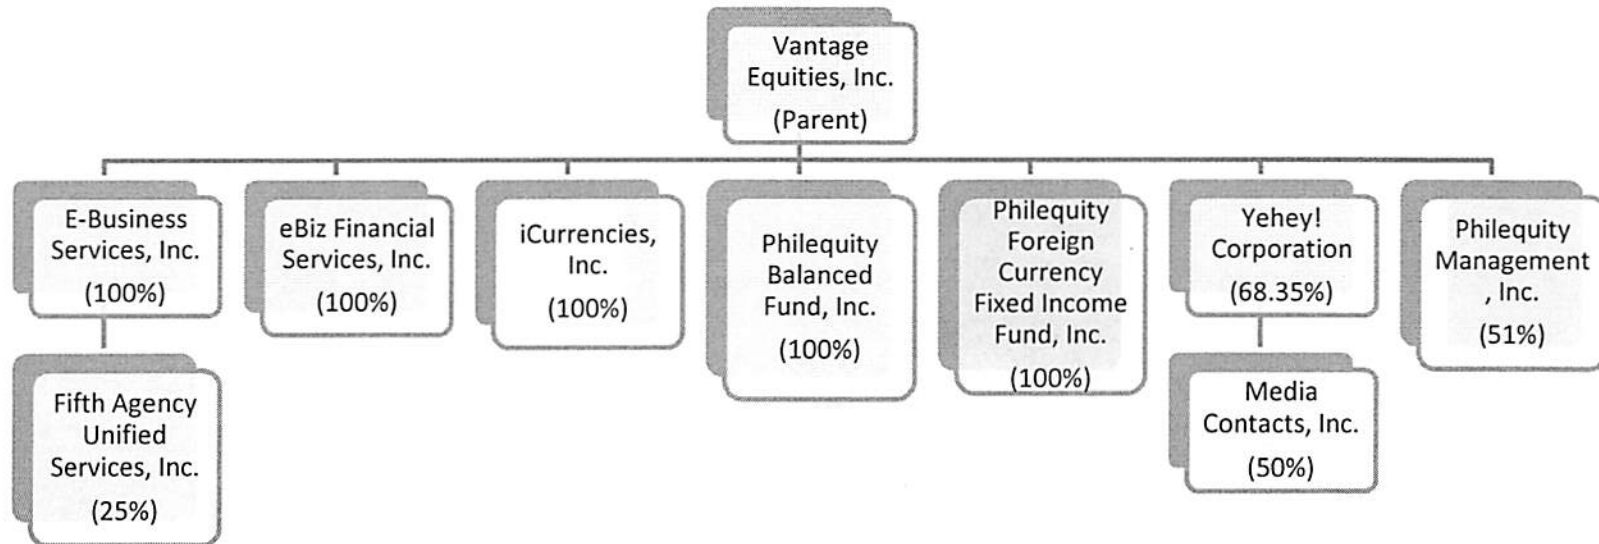 Vantage
Equities, Inc.
(Parent)
E-Business
Services, Inc.
(100%)
eBiz Financial
Services, Inc.
(100%)
iCurrencies,
Inc.
(100%)
Philequity
Balanced
Fund, Inc.
(100%)
Philequity
Foreign
Currency
Fixed Income
Fund, Inc.
(100%)
Yehey!
Corporation
(68.35%)
Philequity
Management
, Inc.
(51%)
Fifth Agency
Unified
Services, Inc.
(25%)
Media
Contacts, Inc.
(50%)